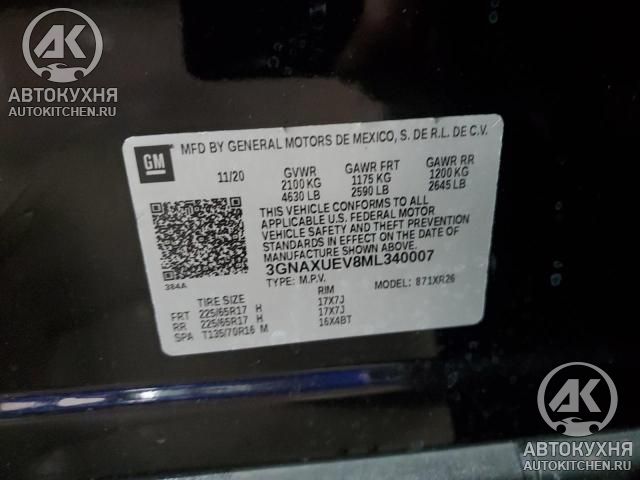 AK
АВТОКУХНЯ
AUTOKITCHEN.RU
GM
MFD BY GENERAL MOTORS DE MEXICO, S. DE R.L. DE C.V.
11/20 GVWR GAWR FRT GAWR RR
2100 KG 1175 KG 1200 KG
4630 LB 2590 LB 2645 LB
THIS VEHICLE CONFORMS TO ALL
APPLICABLE U.S. FEDERAL MOTOR
VEHICLE SAFETY AND THEFT PREVENTION
STANDARDS IN EFFECT ON THE DATE OF
MANUFACTURE SHOWN ABOVE.
384A
3GNAXUEV8ML340007
TYPE: M.P.V. MODEL: 871XR26
TIRE SIZE RIM
FRT 225/65R17 H 17X7J
RR 225/65R17 H 17X7J
SPA T135/70R16 M 16X4BT
AK
АВТОКУХНЯ
AUTOKITCHEN.RU